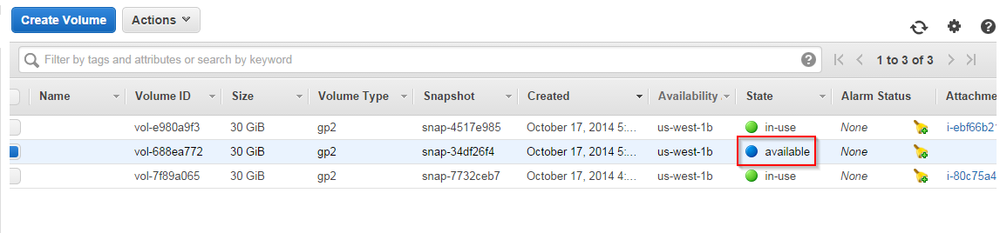 Create Volume Actions
Filter by tags and attributes or search by keyword ? 1 to 3 of 3
Name Volume ID Size Volume Type Snapshot Created Availability State Alarm Status Attachme
vol-e980a9f3 30 GiB gp2 snap-4517e985 October 17, 2014 5:... us-west-1b in-use None i-ebf66b2
vol-688ea772 30 GiB gp2 snap-34df26f4 October 17, 2014 5:... us-west-1b available None
vol-7f89a065 30 GiB gp2 snap-7732ceb7 October 17, 2014 4:... us-west-1b in-use None i-80c75a4